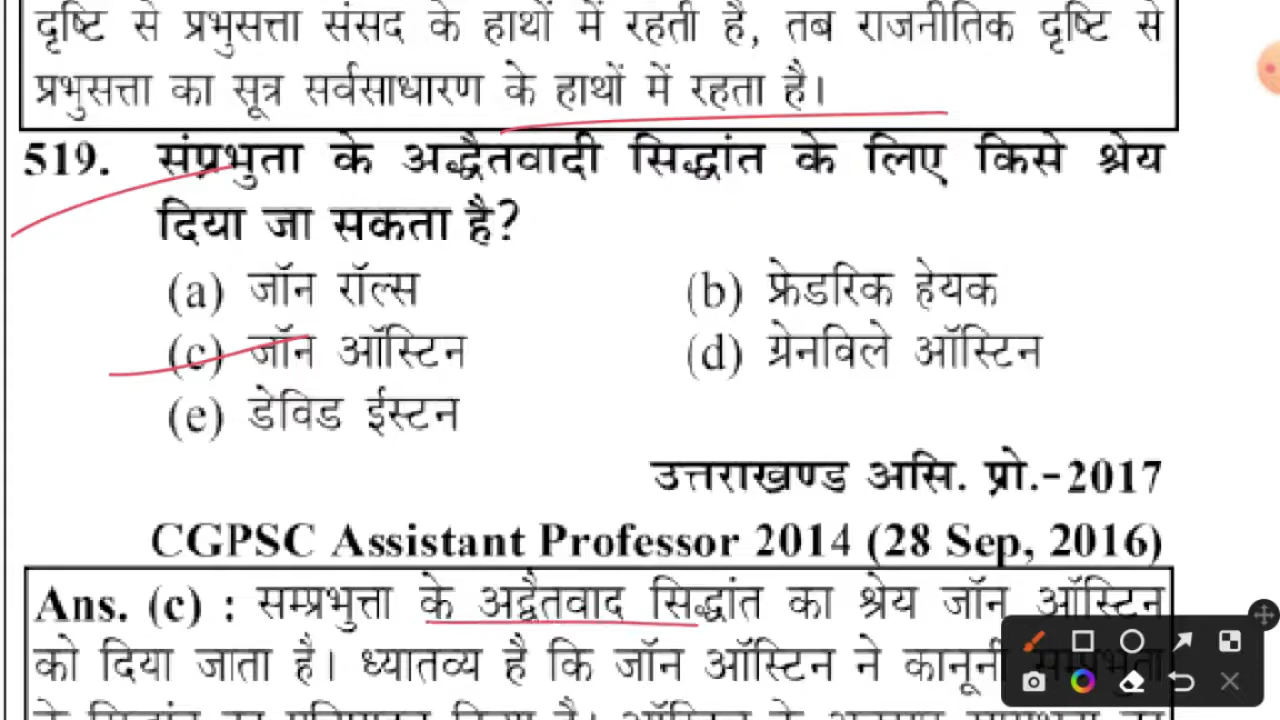 दृष्टि से प्रभुसत्ता संसद के हाथों में रहती है, तब राजनीतिक दृष्टि से
प्रभुसत्ता का सूत्र सर्वसाधारण के हाथों में रहता है।
519. संप्रभुता के अद्धैतवादी सिद्धांत के लिए किसे श्रेय
दिया जा सकता है?
(a) जॉन रॉल्स (b) फ्रेडरिक हेयक
(c) जॉन ऑस्टिन (d) ग्रेनविले ऑस्टिन
(e) डेविड ईस्टन
उत्तराखण्ड असि. प्रो.-2017
CGPSC Assistant Professor 2014 (28 Sep, 2016)
Ans. (c) : सम्प्रभुत्ता के अद्वैतवाद सिद्धांत का श्रेय जॉन ऑस्टिन
को दिया जाता है। ध्यातव्य है कि जॉन ऑस्टिन ने कानूनी सम्प्रभुता